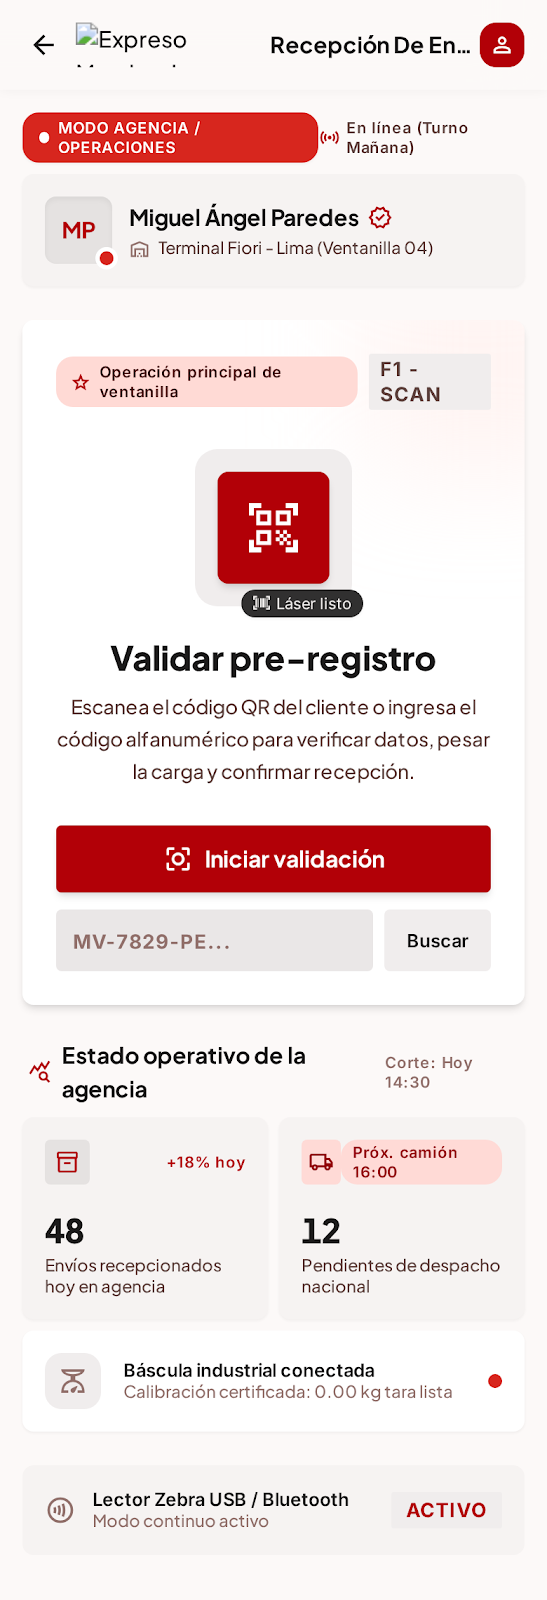 Expreso
Recepción De En...
MODO AGENCIA /
OPERACIONES
En línea (Turno
Mañana)
MP
Miguel Ángel Paredes
Terminal Fiori - Lima (Ventanilla 04)
Operación principal de
ventanilla
F1 -
SCAN
Láser listo
Validar pre-registro
Escanea el código QR del cliente o ingresa el
código alfanumérico para verificar datos, pesar
la carga y confirmar recepción.
Iniciar validación
MV-7829-PE...
Buscar
Estado operativo de la
agencia
Corte: Hoy
14:30
+18% hoy
48
Envíos recepcionados
hoy en agencia
Próx. camión
16:00
12
Pendientes de despacho
nacional
Báscula industrial conectada
Calibración certificada: 0.00 kg tara lista
Lector Zebra USB / Bluetooth
Modo continuo activo
ACTIVO